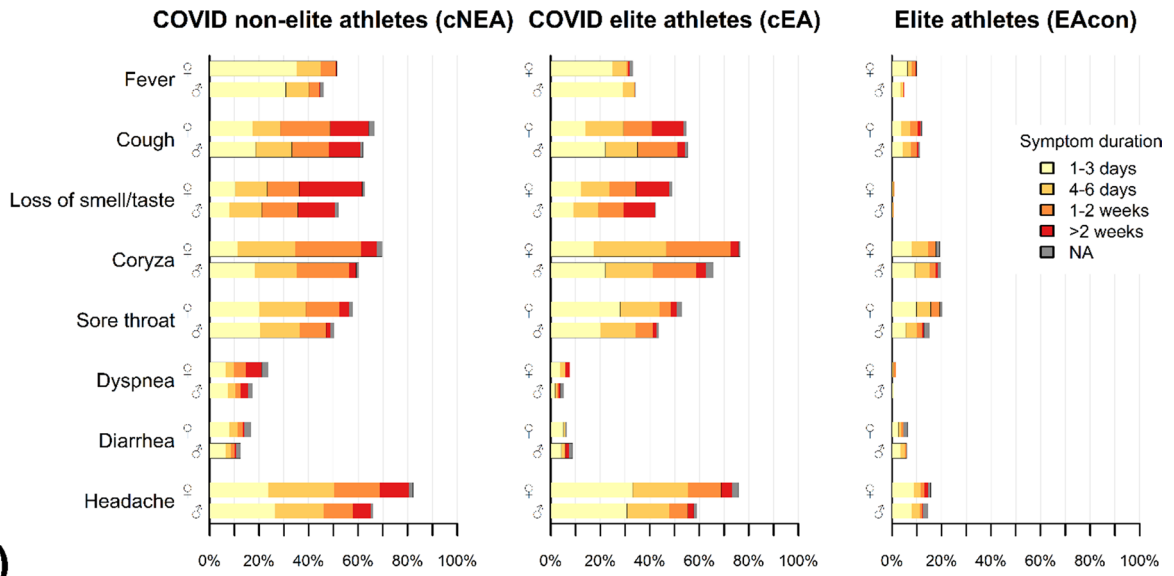 COVID non-elite athletes (cNEA) COVID elite athletes (cEA) Elite athletes (EAcon)
Fever ♀
♂
♀ ♂
♀ ♂
Cough ♀
♂
♀ ♂
♀ ♂
Loss of smell/taste ♀
♂
♀ ♂
♀ ♂
Coryza ♀
♂
♀ ♂
♀ ♂
Sore throat ♀
♂
♀ ♂
♀ ♂
Dyspnea ♀
♂
♀ ♂
♀ ♂
Diarrhea ♀
♂
♀ ♂
♀ ♂
Headache ♀
♂
♀ ♂
♀ ♂
Symptom duration
1-3 days
4-6 days
1-2 weeks
>2 weeks
NA
0% 20% 40% 60% 80% 100% 0% 20% 40% 60% 80% 100% 0% 20% 40% 60% 80% 100%
)